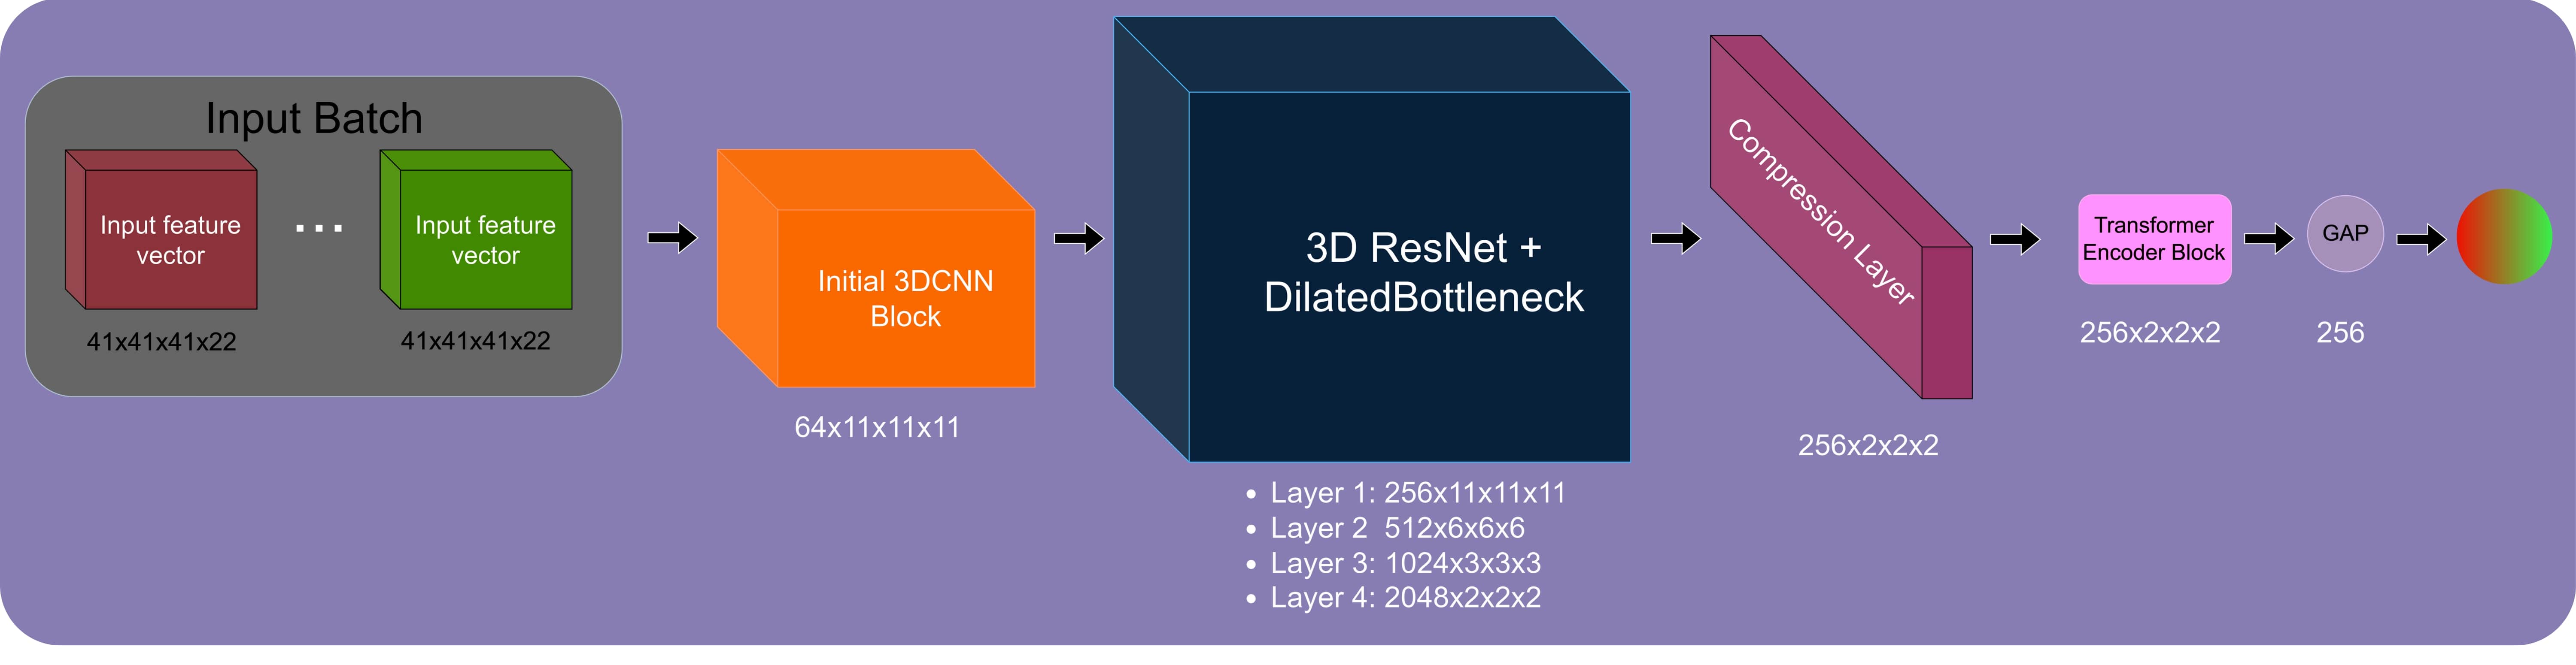 Input Batch
Input feature
vector
...
Input feature
vector
41x41x41x22
41x41x41x22
Initial 3DCNN
Block
64x11x11x11
3D ResNet +
DilatedBottleneck
• Layer 1: 256x11x11x11
• Layer 2  512x6x6x6
• Layer 3: 1024x3x3x3
• Layer 4: 2048x2x2x2
Compression Layer
256x2x2x2
Transformer
Encoder Block
256x2x2x2
GAP
256